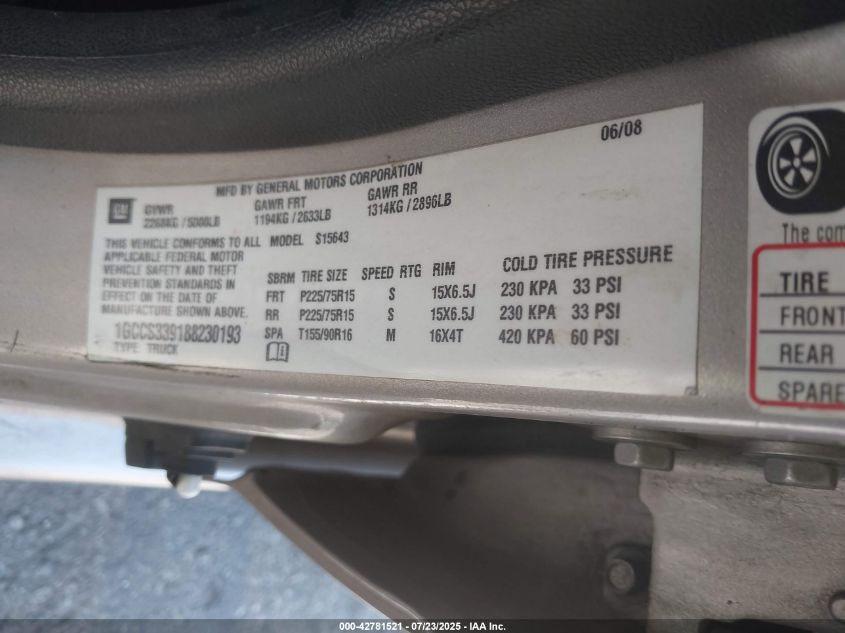 06/08
MFD BY GENERAL MOTORS CORPORATION
GM
GVWR GAWR FRT GAWR RR
2268KG / 5000LB 1194KG / 2633LB 1314KG / 2896LB
THIS VEHICLE CONFORMS TO ALL MODEL S15643
APPLICABLE FEDERAL MOTOR
VEHICLE SAFETY AND THEFT
PREVENTION STANDARDS IN
EFFECT ON THE DATE OF
MANUFACTURE SHOWN ABOVE.
1GCCS339188230193
TYPE: TRUCK
SBRM TIRE SIZE SPEED RTG RIM COLD TIRE PRESSURE
FRT P225/75R15 S 15X6.5J 230 KPA 33 PSI
RR P225/75R15 S 15X6.5J 230 KPA 33 PSI
SPA T155/90R16 M 16X4T 420 KPA 60 PSI
The com
TIRE
FRONT
REAR
SPARE
000-42781521 - 07/23/2025 - IAA Inc.